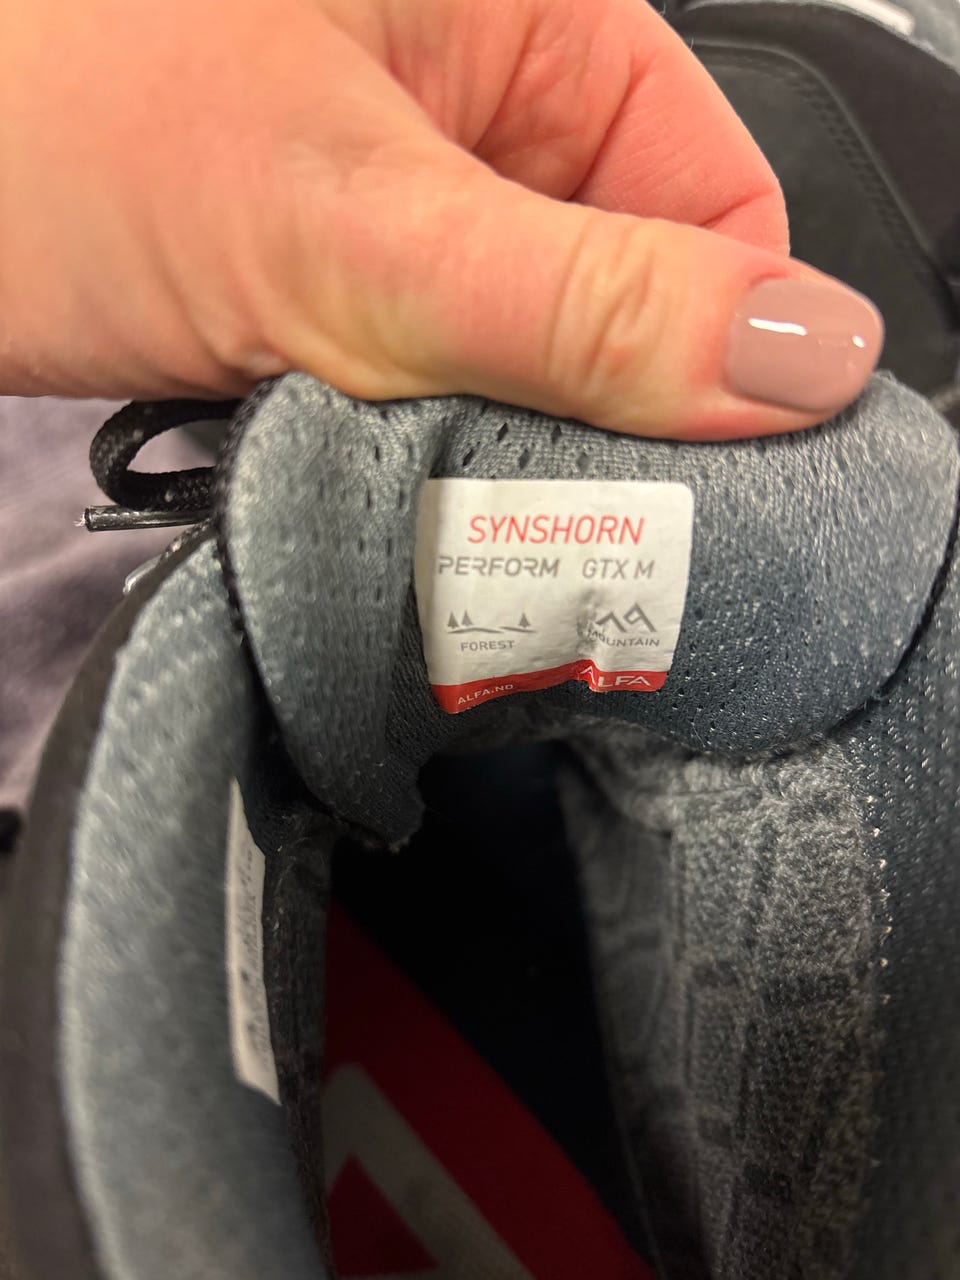 SYNSHORN
PERFORM GTX M
FOREST
MOUNTAIN
ALFA.NO
ALFA